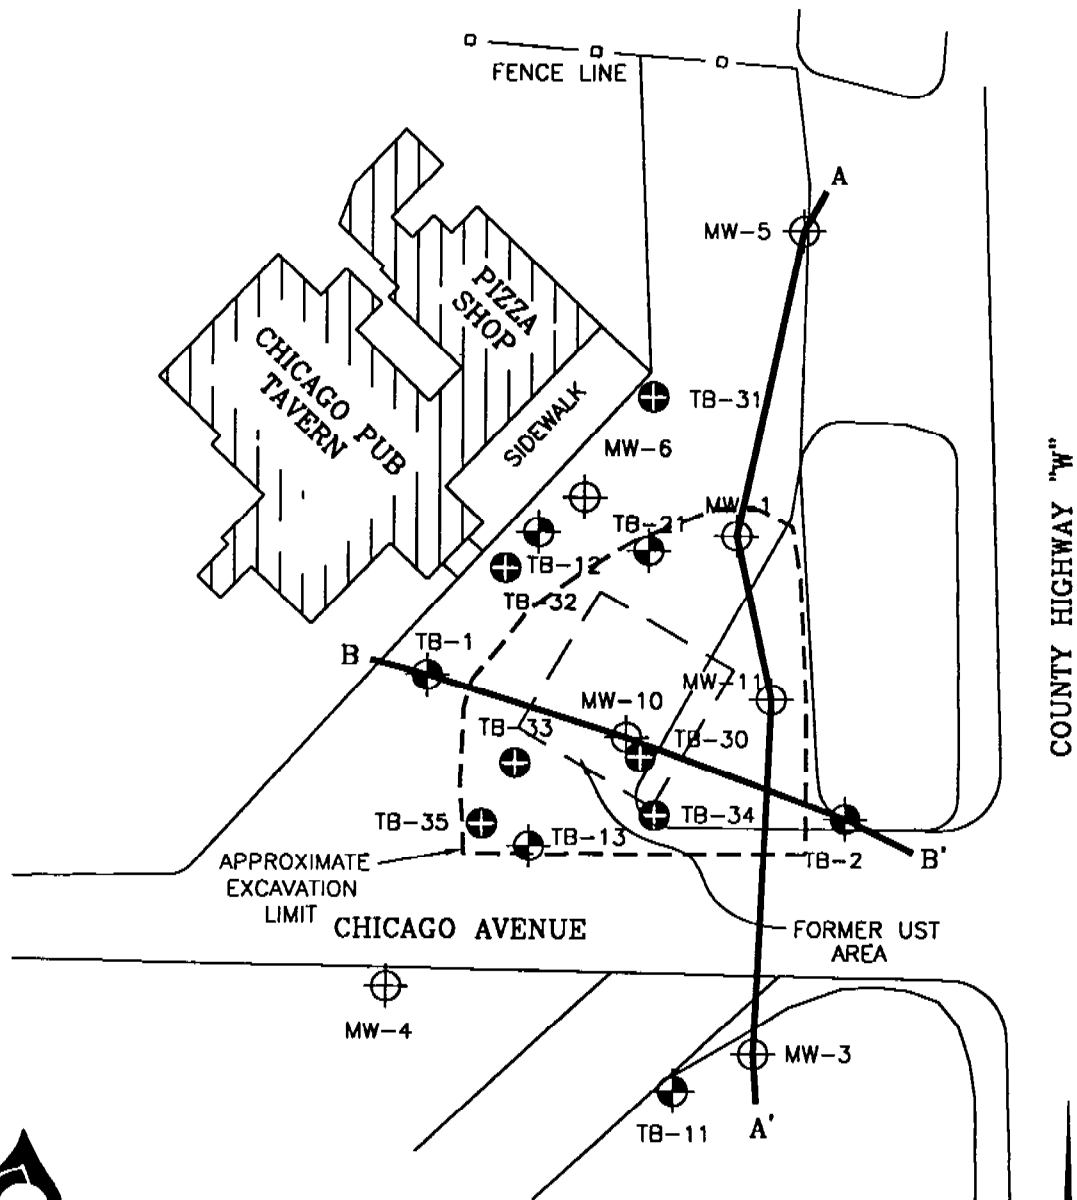 FENCE LINE
A
MW-5
PIZZA
SHOP
CHICAGO PUB
TAVERN
SIDEWALK
TB-31
MW-6
COUNTY HIGHWAY "W"
MW-1
TB-21
TB-12
TB-32
TB-1
B
MW-11
MW-10
TB-33
TB-30
TB-35
TB-34
TB-13
TB-2
B'
APPROXIMATE
EXCAVATION
LIMIT
CHICAGO AVENUE
FORMER UST
AREA
MW-4
MW-3
TB-11
A'